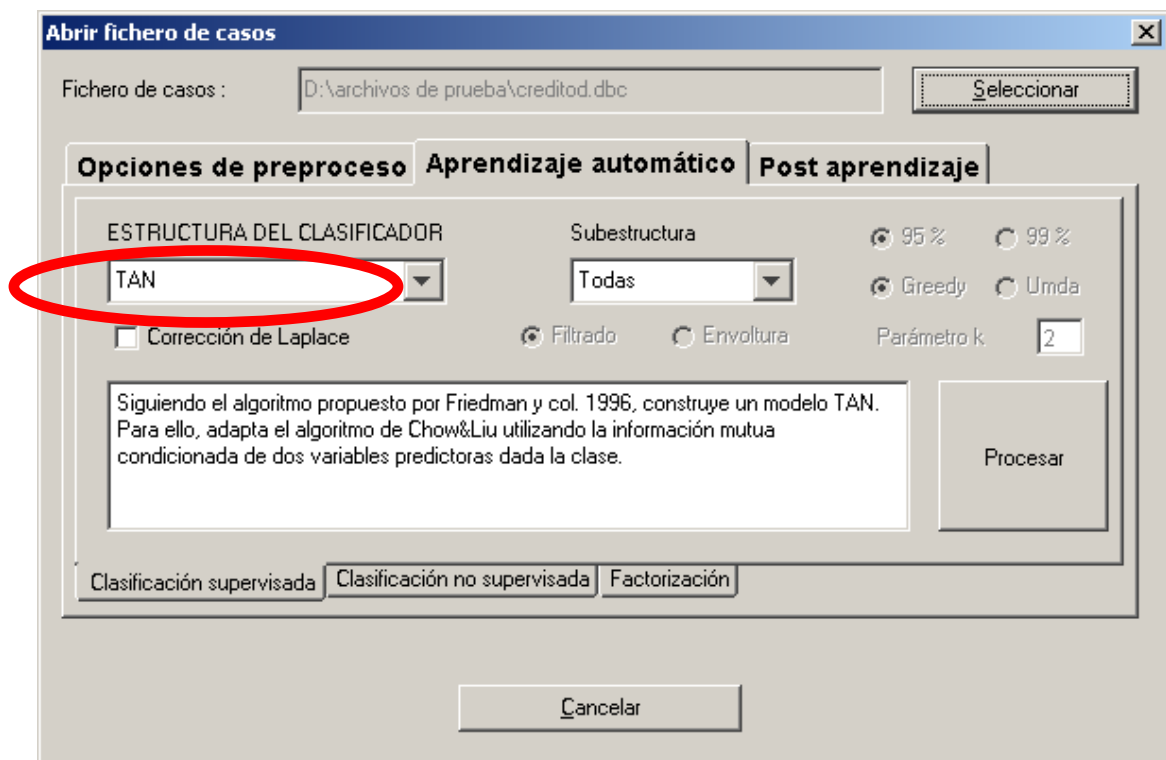 Abrir fichero de casos
Fichero de casos : D:\archivos de prueba\creditod.dbc Seleccionar
Opciones de preproceso Aprendizaje automático Post aprendizaje
ESTRUCTURA DEL CLASIFICADOR Subestructura 95 % 99 %
TAN Todas Greedy Umda
Corrección de Laplace Filtrado Envoltura Parámetro k 2
Siguiendo el algoritmo propuesto por Friedman y col. 1996, construye un modelo TAN.
Para ello, adapta el algoritmo de Chow&Liu utilizando la información mutua
condicionada de dos variables predictoras dada la clase.
Procesar
Clasificación supervisada Clasificación no supervisada Factorización
Cancelar